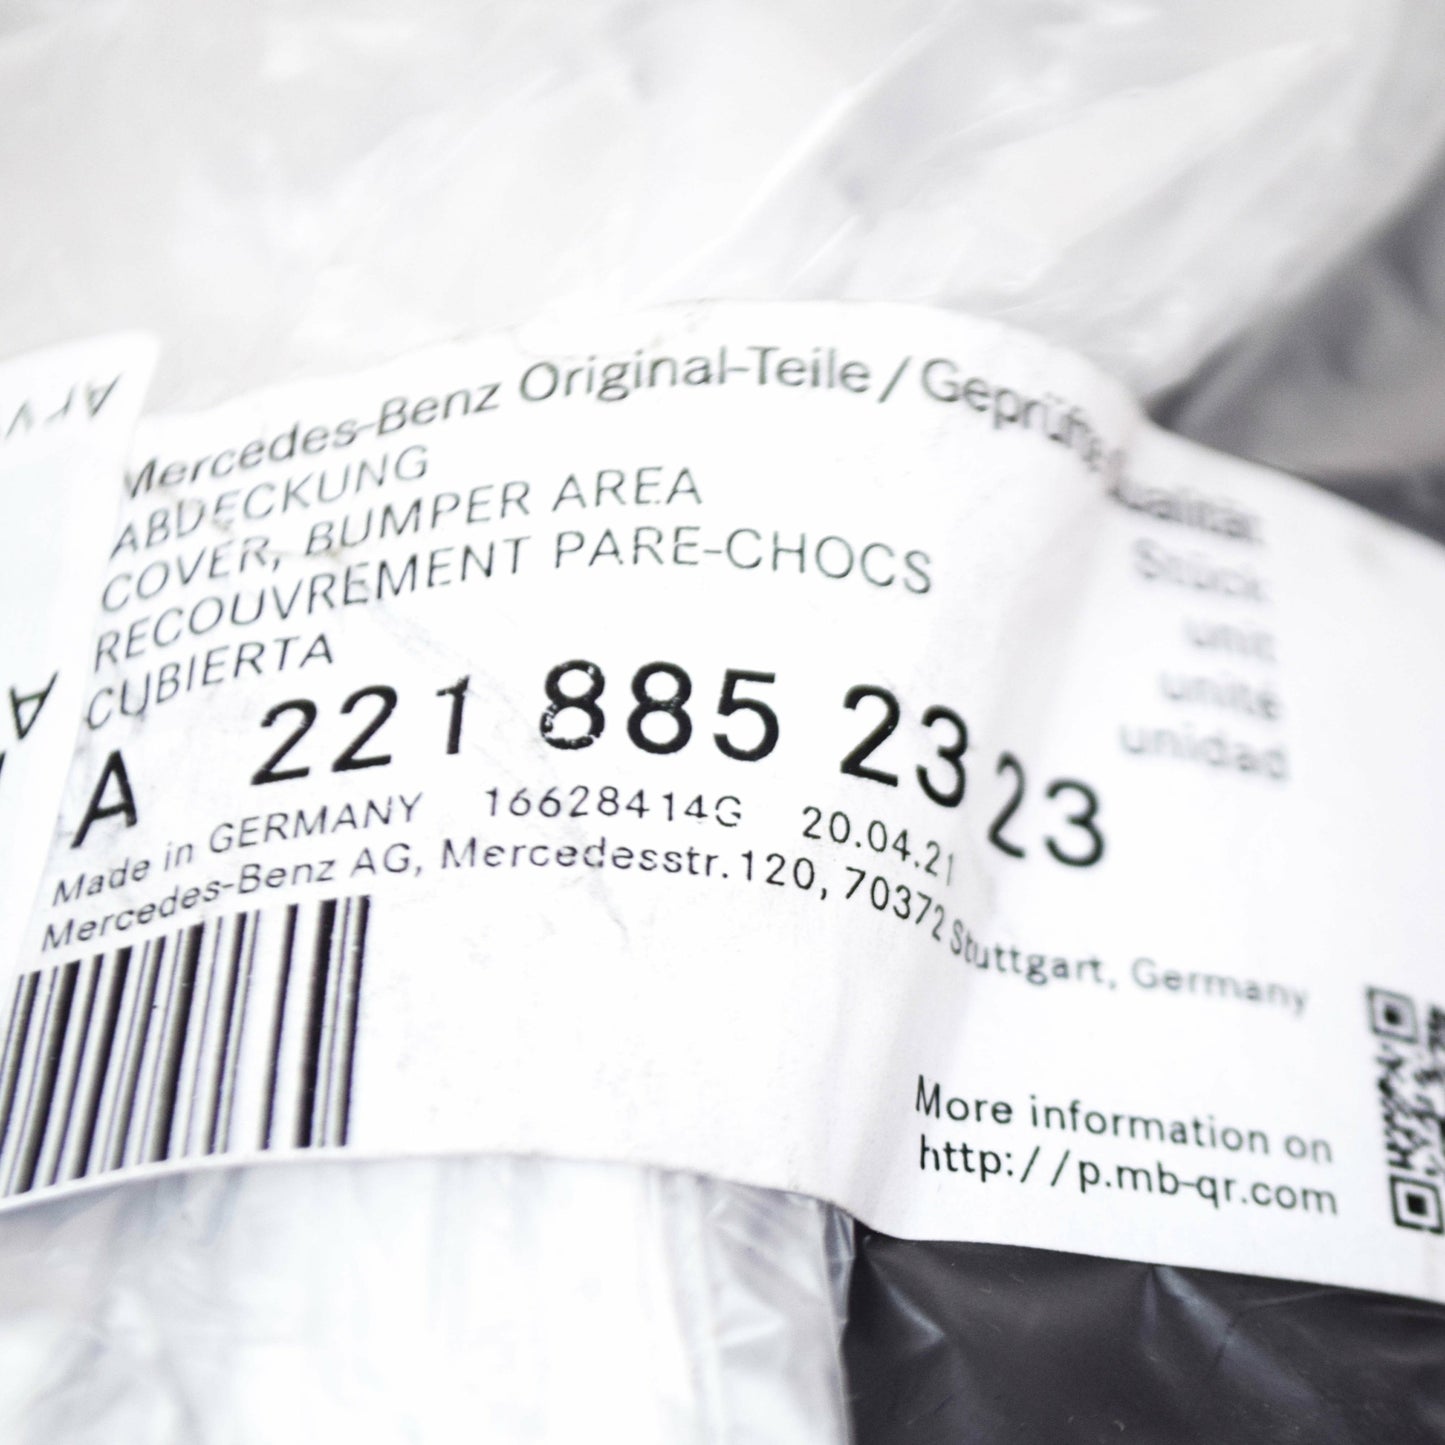 Mercedes-Benz Original-Teile / Geprüfte Qualität
ABDECKUNG
COVER, BUMPER AREA
RECOUVREMENT PARE-CHOCS
CUBIERTA
Stück
unit
unité
unidad
A 221 885 23 23
Made in GERMANY 16628414G 20.04.21
Mercedes-Benz AG, Mercedesstr. 120, 70372 Stuttgart, Germany
More information on
http://p.mb-qr.com